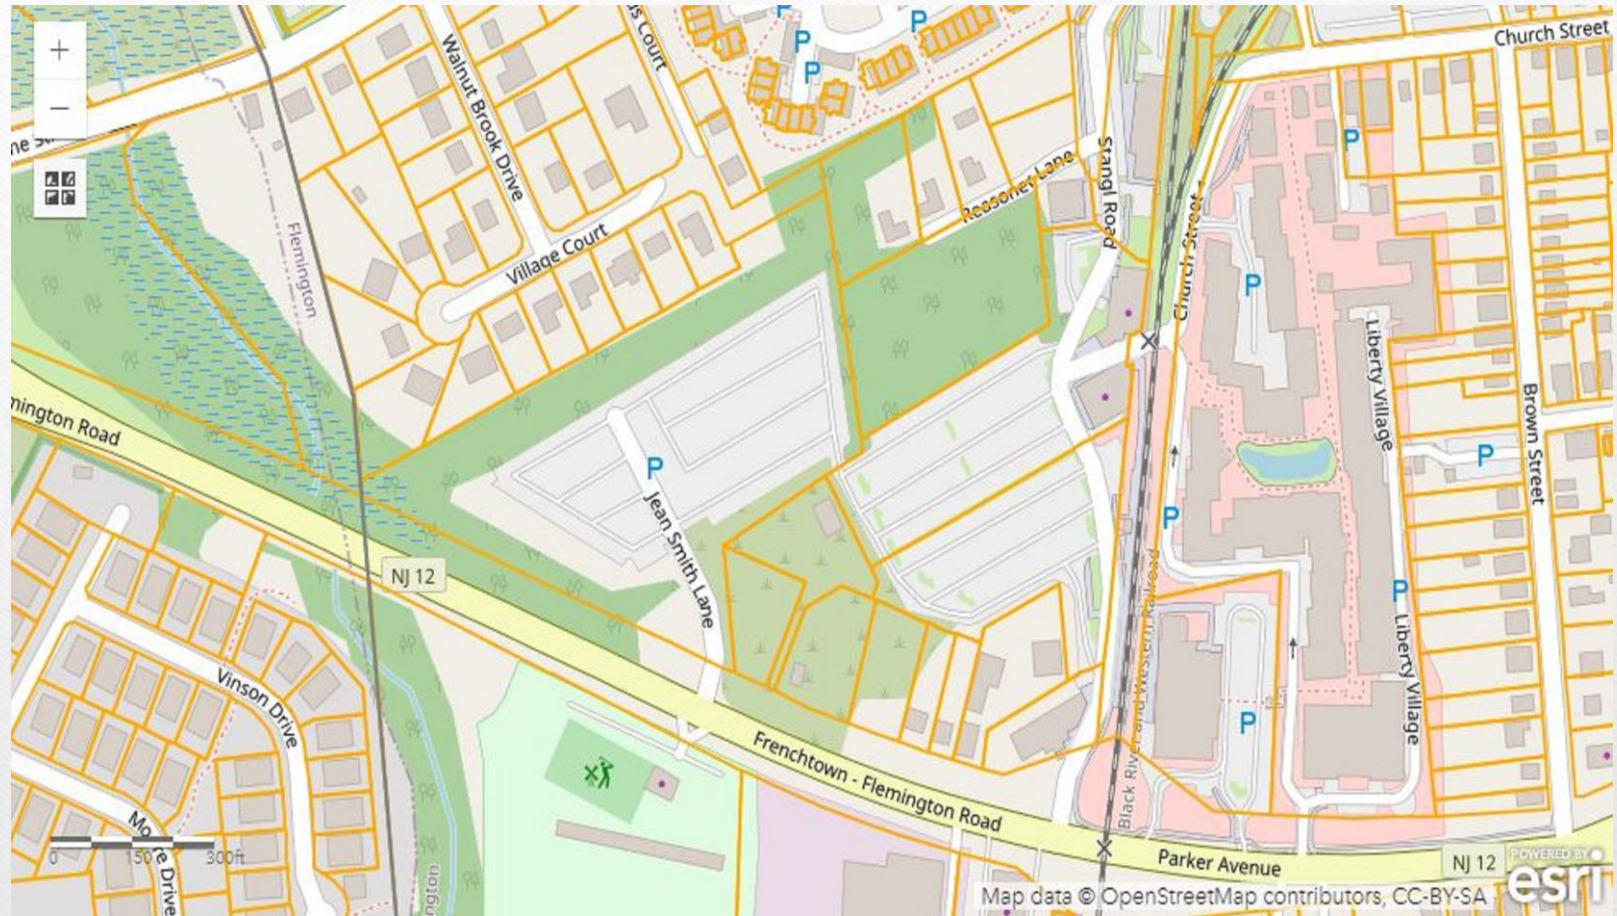 +
Walnut Brook Drive
Court
P
P
P
P
Church Street
−
P
Stangl Road
Reasoner Lane
Church Street
Flemington
Village Court
P
Liberty Village
Brown Street
mington Road
P
P
P
Jean Smith Lane
NJ 12
P
Black River and Western Railroad
Liberty Village
Vinson Drive
P
Frenchtown - Flemington Road
Parker Avenue
NJ 12
0
150
300ft
Drive
ngton
Map data © OpenStreetMap contributors, CC-BY-SA
POWERED BY
esri